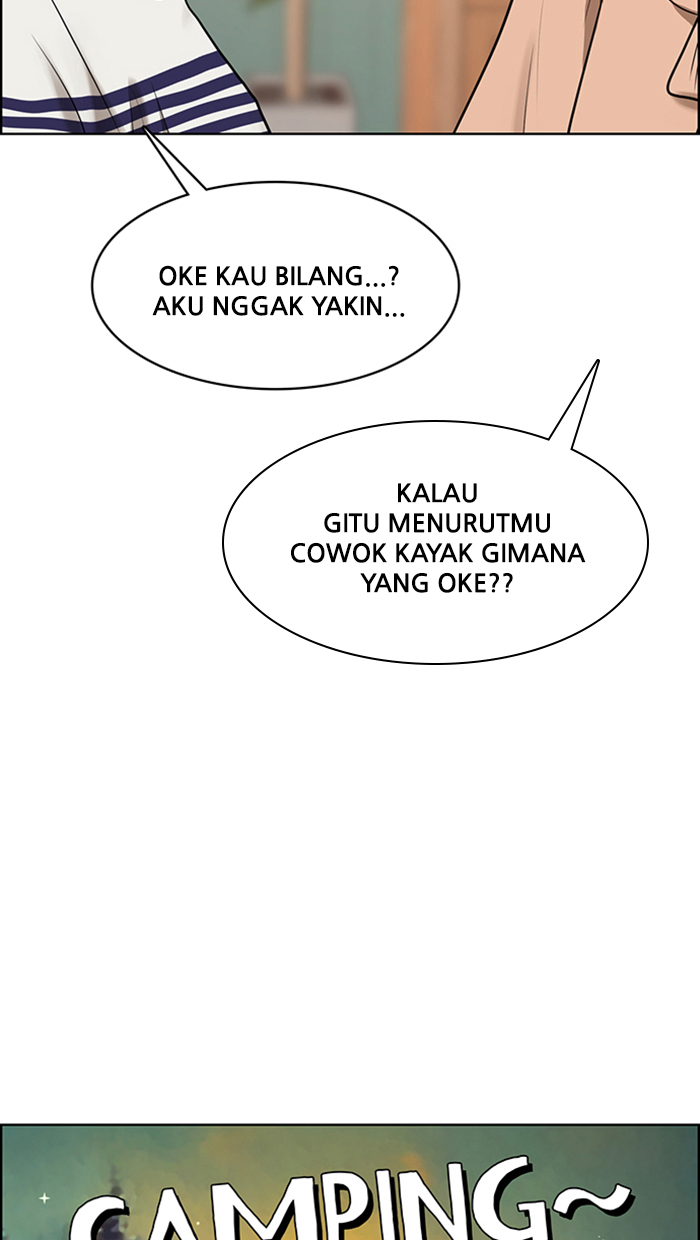 OKE KAU BILANG...?
AKU NGGAK YAKIN...
KALAU
GITU MENURUTMU
COWOK KAYAK GIMANA
YANG OKE??
CAMPING~